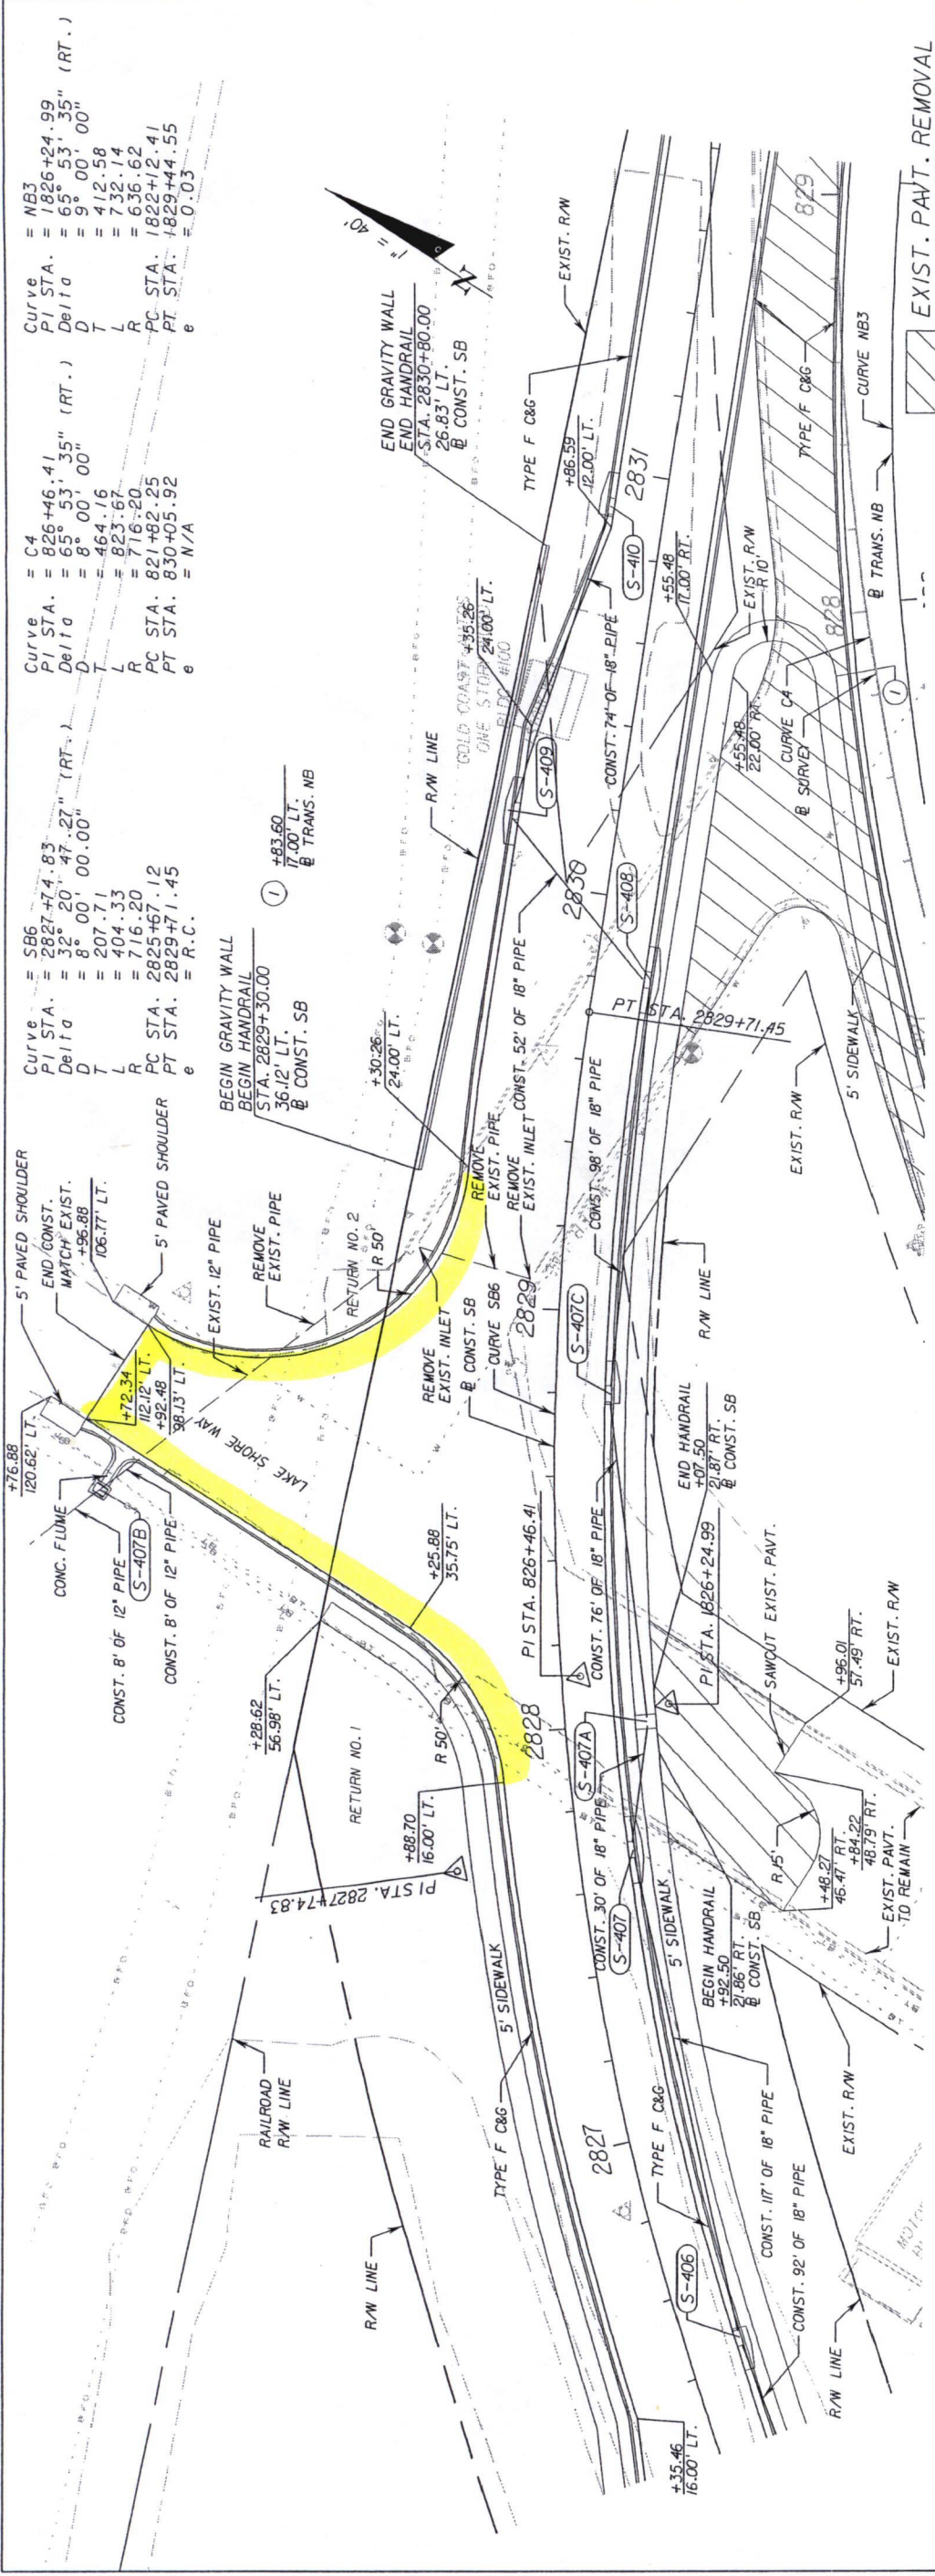 Curve = SB6
PI STA. = 2827+74.83
Delta = 32° 20' 47.27" (RT.)
D = 8° 00' 00.00"
T = 207.71
L = 404.33
R = 716.20
PC STA. 2825+67.12
PT STA. 2829+71.45
e = R.C.
Curve = C4
PI STA. = 826+46.41
Delta = 65° 53' 35" (RT.)
D = 8° 00' 00"
T = 464.16
L = 823.67
R = 716.20
PC STA. 821+82.25
PT STA. 830+05.92
e = N/A
Curve = NB3
PI STA. = 1826+24.99
Delta = 65° 53' 35" (RT.)
D = 9° 00' 00"
T = 412.58
L = 732.14
R = 636.62
PC STA. 1822+12.41
PT STA. 1829+44.55
e = 0.03
1" = 40'
N
5' PAVED SHOULDER
END CONST.
MATCH EXIST.
+96.88
106.77' LT.
5' PAVED SHOULDER
+76.88
120.62' LT.
CONC. FLUME
CONST. 8' OF 12" PIPE
S-407B
CONST. 8' OF 12" PIPE
+72.34
112.12' LT.
+92.48
98.13' LT.
EXIST. 12" PIPE
REMOVE
EXIST. PIPE
RETURN NO. 2
R 50'
LAKE SHORE WAY
BEGIN GRAVITY WALL
BEGIN HANDRAIL
STA. 2829+30.00
36.12' LT.
℄ CONST. SB
1
+83.60
17.00' LT.
℄ TRANS. NB
+30.26
24.00' LT.
R/W LINE
END GRAVITY WALL
END HANDRAIL
STA. 2830+80.00
26.83' LT.
℄ CONST. SB
GOLD COAST
ONE STORY
BLDG #100
+35.26
24.00' LT.
TYPE F C&G
EXIST. R/W
+86.59
12.00' LT.
2831
S-410
S-409
CONST. 74' OF 18" PIPE
+55.48
17.00' RT.
EXIST. R/W
R 10'
+55.48
22.00' RT.
TYPE F C&G
829
828
CURVE C4
℄ SURVEY
1
℄ TRANS. NB
CURVE NB3
EXIST. PAVT. REMOVAL
2830
S-408
PT STA. 2829+71.45
EXIST. R/W
5' SIDEWALK
REMOVE
EXIST. PIPE
REMOVE
EXIST. INLET
CONST. 52' OF 18" PIPE
REMOVE
EXIST. INLET
℄ CONST. SB
CURVE SB6
2829
S-407C
CONST. 98' OF 18" PIPE
R/W LINE
+28.62
56.98' LT.
+25.88
35.75' LT.
R 50'
RETURN NO. 1
+88.70
16.00' LT.
PI STA. 2827+74.83
2828
PI STA. 826+46.41
CONST. 76' OF 18" PIPE
S-407A
PI STA. 1826+24.99
END HANDRAIL
+07.50
21.87' RT.
℄ CONST. SB
SAWCUT EXIST. PAVT.
+96.01
57.49' RT.
EXIST. R/W
R 15'
+48.27
46.47' RT.
+84.22
48.79' RT.
EXIST. PAVT.
TO REMAIN
RAILROAD
R/W LINE
R/W LINE
5' SIDEWALK
TYPE F C&G
CONST. 30' OF 18" PIPE
S-407
5' SIDEWALK
BEGIN HANDRAIL
+92.50
21.86' RT.
℄ CONST. SB
2827
TYPE F C&G
S-406
CONST. 117' OF 18" PIPE
CONST. 92' OF 18" PIPE
EXIST. R/W
R/W LINE
+35.46
16.00' LT.